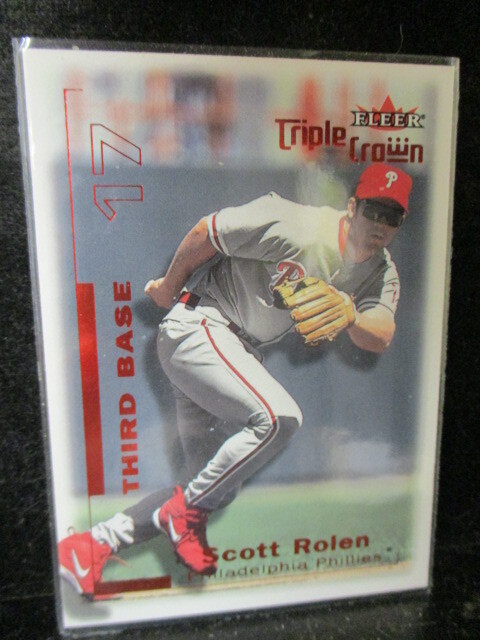 FLEER
Triple
Crown
17
THIRD BASE
P
P
Scott Rolen
Philadelphia Phillies